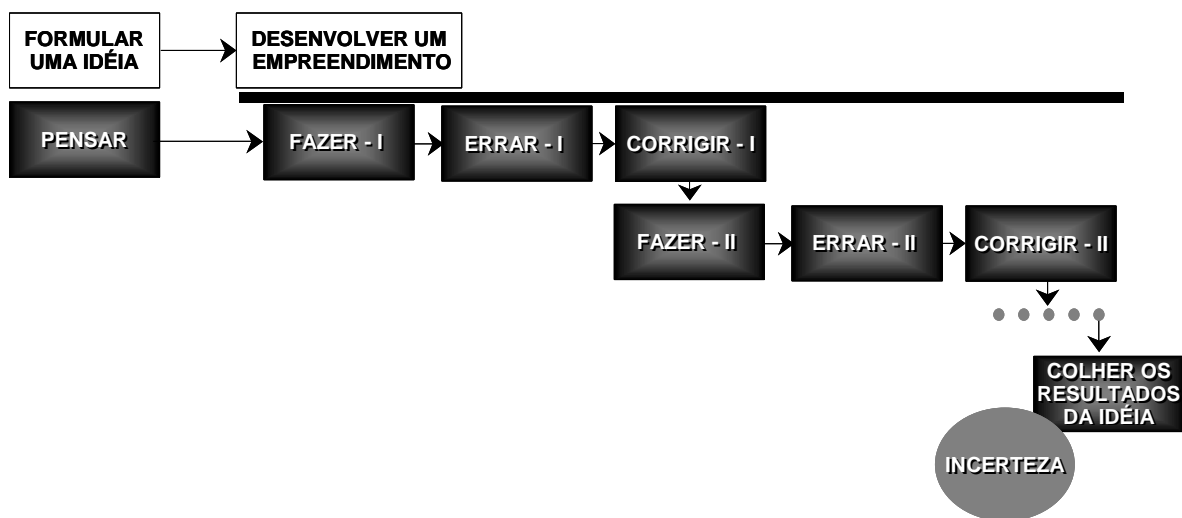 FORMULAR
UMA IDÉIA
DESENVOLVER UM
EMPREENDIMENTO
PENSAR
FAZER - I
ERRAR - I
CORRIGIR - I
FAZER - II
ERRAR - II
CORRIGIR - II
COLHER OS
RESULTADOS
DA IDÉIA
INCERTEZA